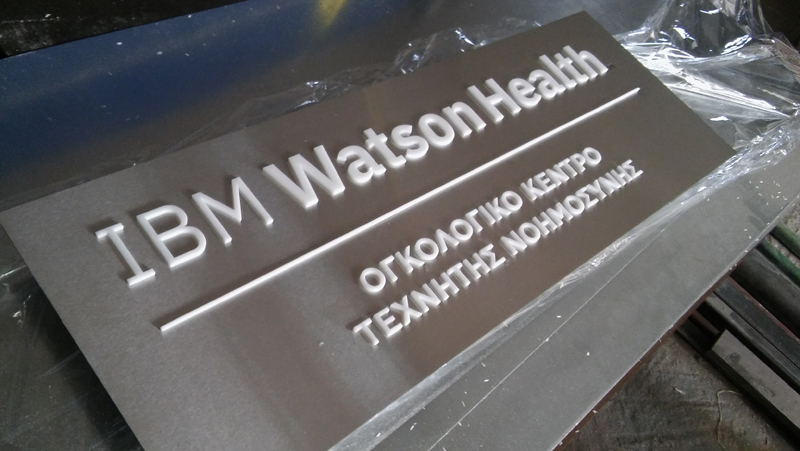 IBM Watson Health
ΟΓΚΟΛΟΓΙΚΟ ΚΕΝΤΡΟ
ΤΕΧΝΗΤΗΣ ΝΟΗΜΟΣΥΝΗΣ